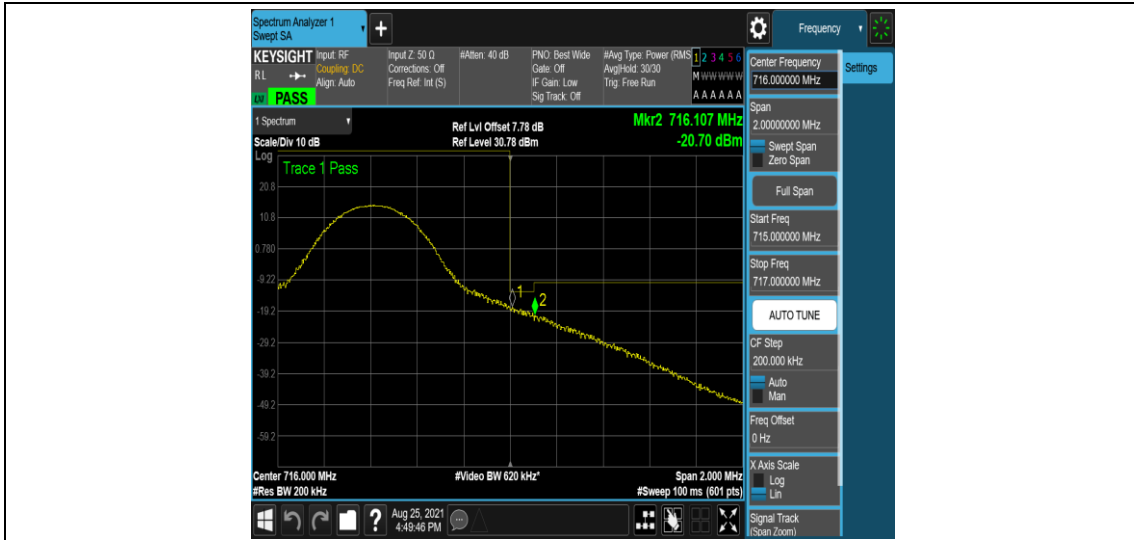 Spectrum Analyzer 1
Swept SA
+
Frequency
KEYSIGHT
RL
PASS
Input: RF
Coupling: DC
Align: Auto
Input Z: 50 Ω
Corrections: Off
Freq Ref: Int (S)
#Atten: 40 dB
PNO: Best Wide
Gate: Off
IF Gain: Low
Sig Track: Off
#Avg Type: Power (RMS
Avg|Hold: 30/30
Trig: Free Run
1 2 3 4 5 6
M W W W W W
A A A A A A
1 Spectrum
Scale/Div 10 dB
Ref Lvl Offset 7.78 dB
Ref Level 30.78 dBm
Mkr2 716.107 MHz
-20.70 dBm
Log
Trace 1 Pass
20.8
10.8
0.780
-9.22
-19.2
-29.2
-39.2
-49.2
-59.2
1
2
Center 716.000 MHz
#Video BW 620 kHz*
Span 2.000 MHz
#Res BW 200 kHz
#Sweep 100 ms (601 pts)
?
Aug 25, 2021
4:49:46 PM
Center Frequency
716.000000 MHz
Settings
Span
2.00000000 MHz
Swept Span
Zero Span
Full Span
Start Freq
715.000000 MHz
Stop Freq
717.000000 MHz
AUTO TUNE
CF Step
200.000 kHz
Auto
Man
Freq Offset
0 Hz
X Axis Scale
Log
Lin
Signal Track
(Span Zoom)